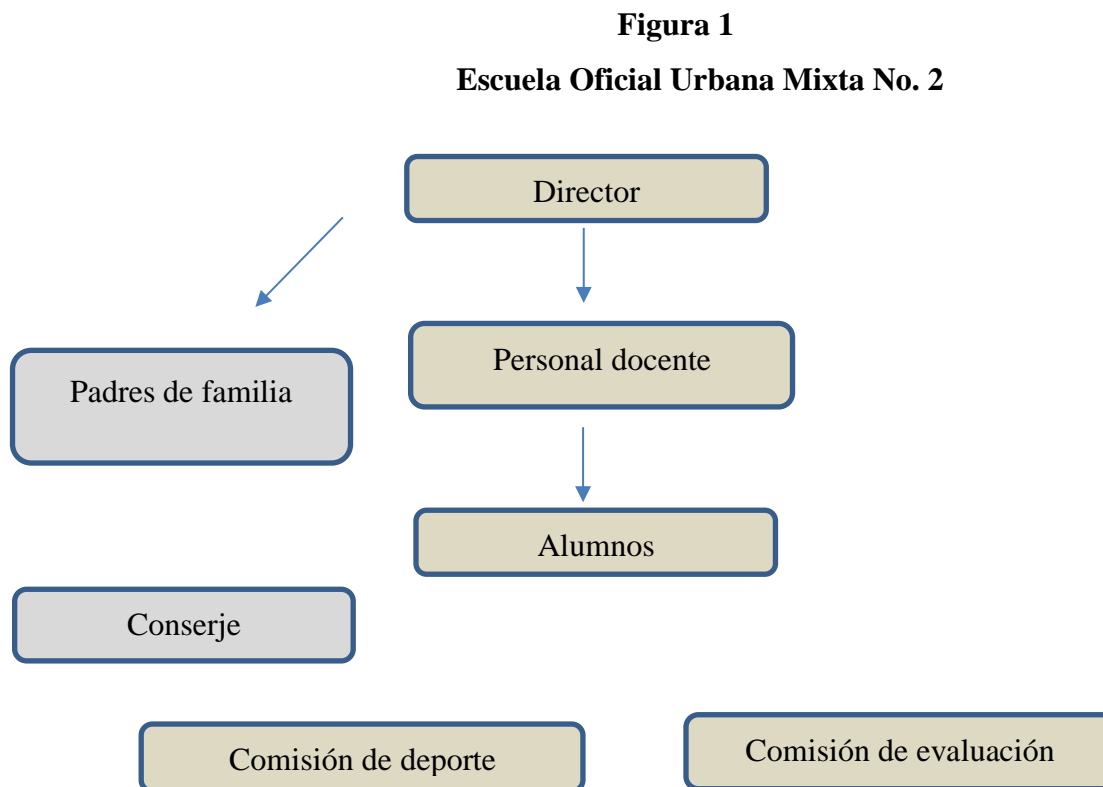 Figura 1
Escuela Oficial Urbana Mixta No. 2
Director
Padres de familia
Personal docente
Alumnos
Conserje
Comisión de deporte
Comisión de evaluación